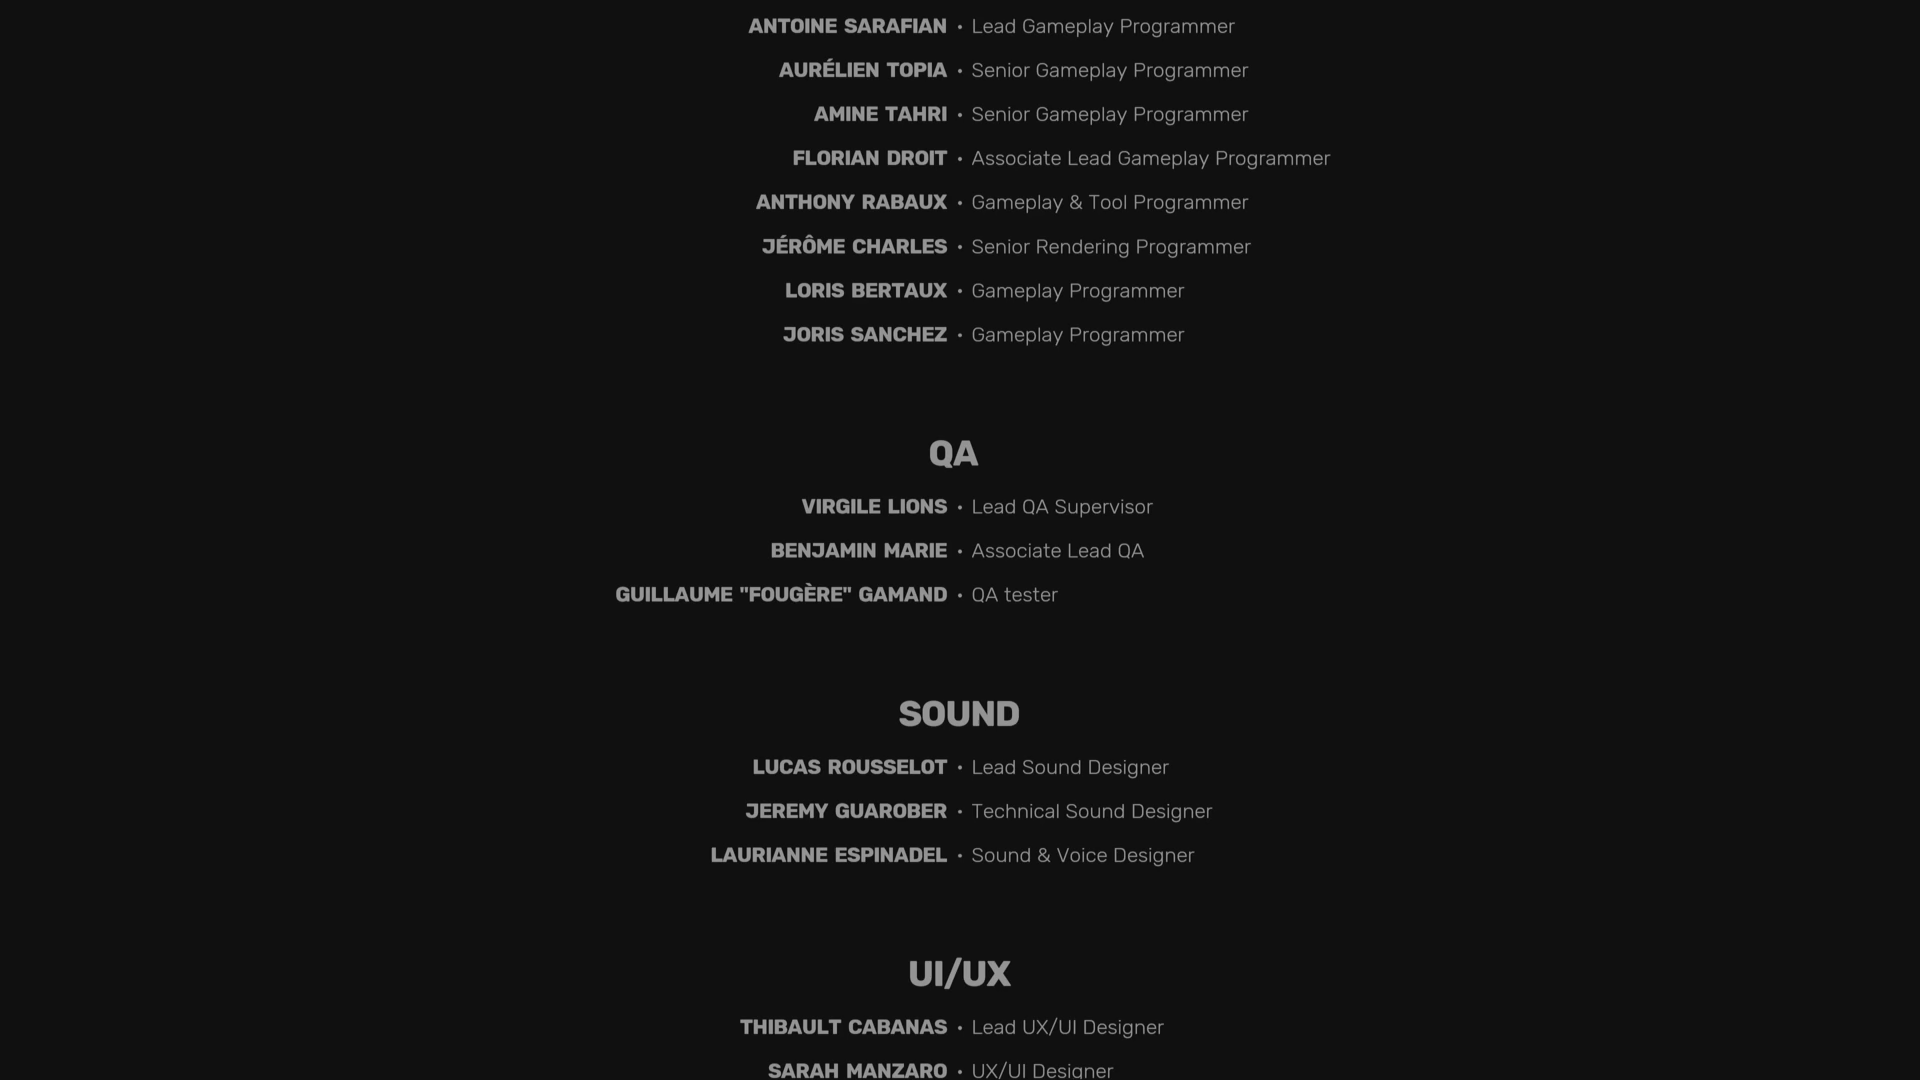 ANTOINE SARAFIAN • Lead Gameplay Programmer
AURÉLIEN TOPIA • Senior Gameplay Programmer
AMINE TAHRI • Senior Gameplay Programmer
FLORIAN DROIT • Associate Lead Gameplay Programmer
ANTHONY RABAUX • Gameplay & Tool Programmer
JÉRÔME CHARLES • Senior Rendering Programmer
LORIS BERTAUX • Gameplay Programmer
JORIS SANCHEZ • Gameplay Programmer
QA
VIRGILE LIONS • Lead QA Supervisor
BENJAMIN MARIE • Associate Lead QA
GUILLAUME "FOUGÈRE" GAMAND • QA tester
SOUND
LUCAS ROUSSELOT • Lead Sound Designer
JEREMY GUAROBER • Technical Sound Designer
LAURIANNE ESPINADEL • Sound & Voice Designer
UI/UX
THIBAULT CABANAS • Lead UX/UI Designer
SARAH MANZARO • UX/UI Designer